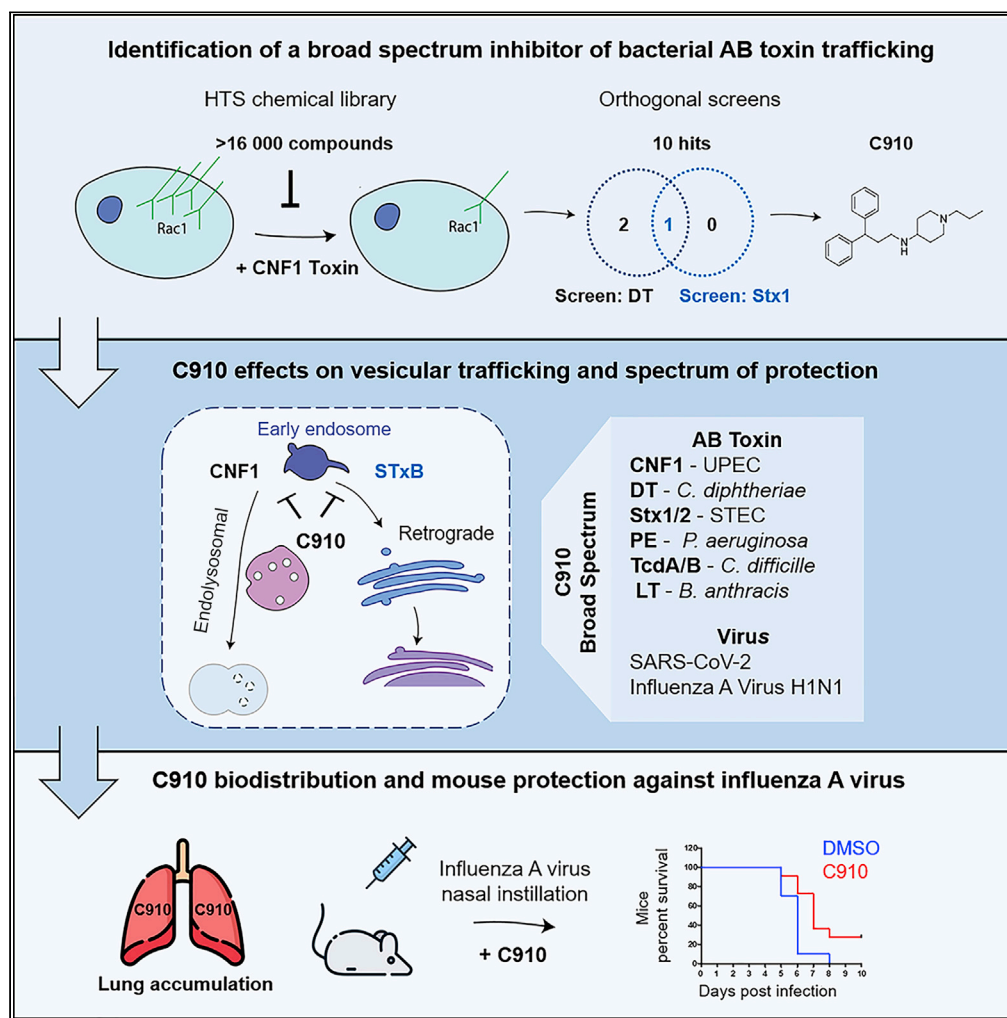 Identification of a broad spectrum inhibitor of bacterial AB toxin trafficking
HTS chemical library
Orthogonal screens
>16 000 compounds
10 hits
C910
Rac1
+ CNF1 Toxin
Rac1
2
1
0
Screen: DT
Screen: Stx1
N
N
H
C910 effects on vesicular trafficking and spectrum of protection
Early endosome
CNF1
STxB
C910
Endolysosomal
Retrograde
C910
Broad Spectrum
AB Toxin
CNF1 - UPEC
DT - C. diphtheriae
Stx1/2 - STEC
PE - P. aeruginosa
TcdA/B - C. difficille
LT - B. anthracis
Virus
SARS-CoV-2
Influenza A Virus H1N1
C910 biodistribution and mouse protection against influenza A virus
C910
C910
Lung accumulation
Influenza A virus
nasal instillation
+ C910
Mice
percent survival
120
100
80
60
40
20
0
DMSO
C910
0 1 2 3 4 5 6 7 8 9 10
Days post infection